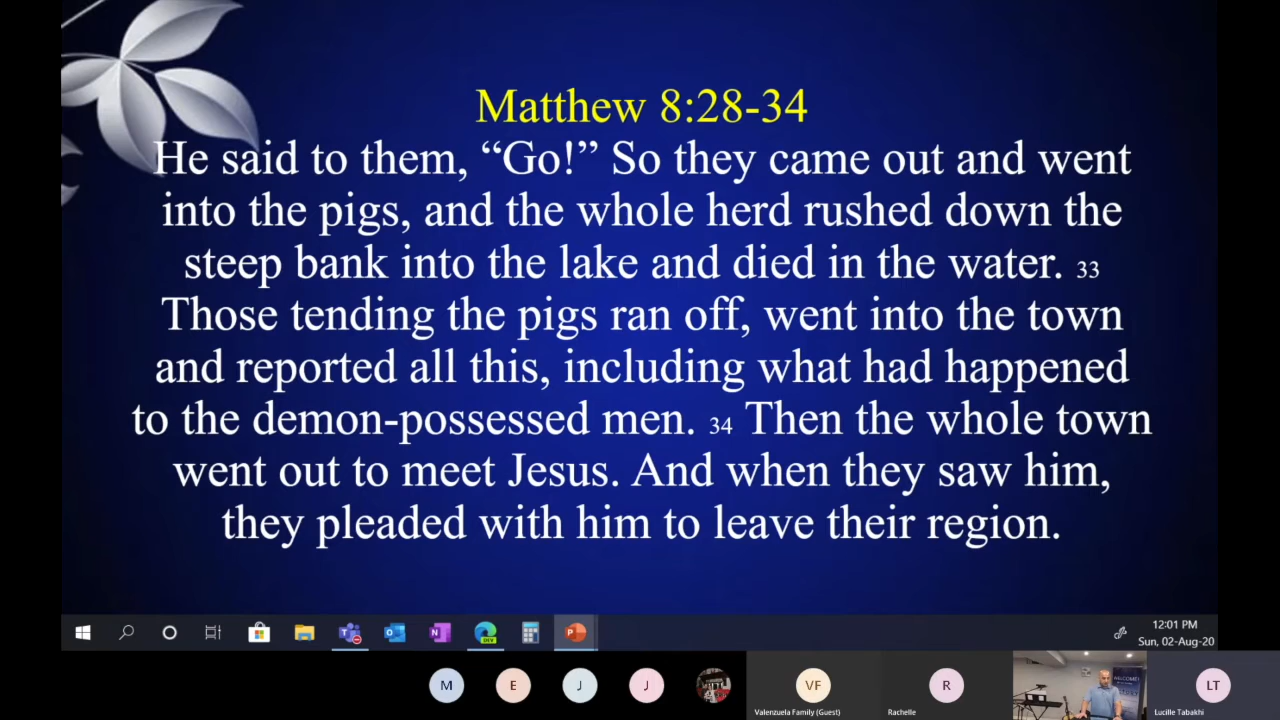 Matthew 8:28-34
He said to them, “Go!” So they came out and went
into the pigs, and the whole herd rushed down the
steep bank into the lake and died in the water. 33
Those tending the pigs ran off, went into the town
and reported all this, including what had happened
to the demon-possessed men. 34 Then the whole town
went out to meet Jesus. And when they saw him,
they pleaded with him to leave their region.
12:01 PM
Sun, 02-Aug-20
M
E
J
J
VF
R
LT
Valenzuela Family (Guest)
Rachelle
Lucille Tabakhi